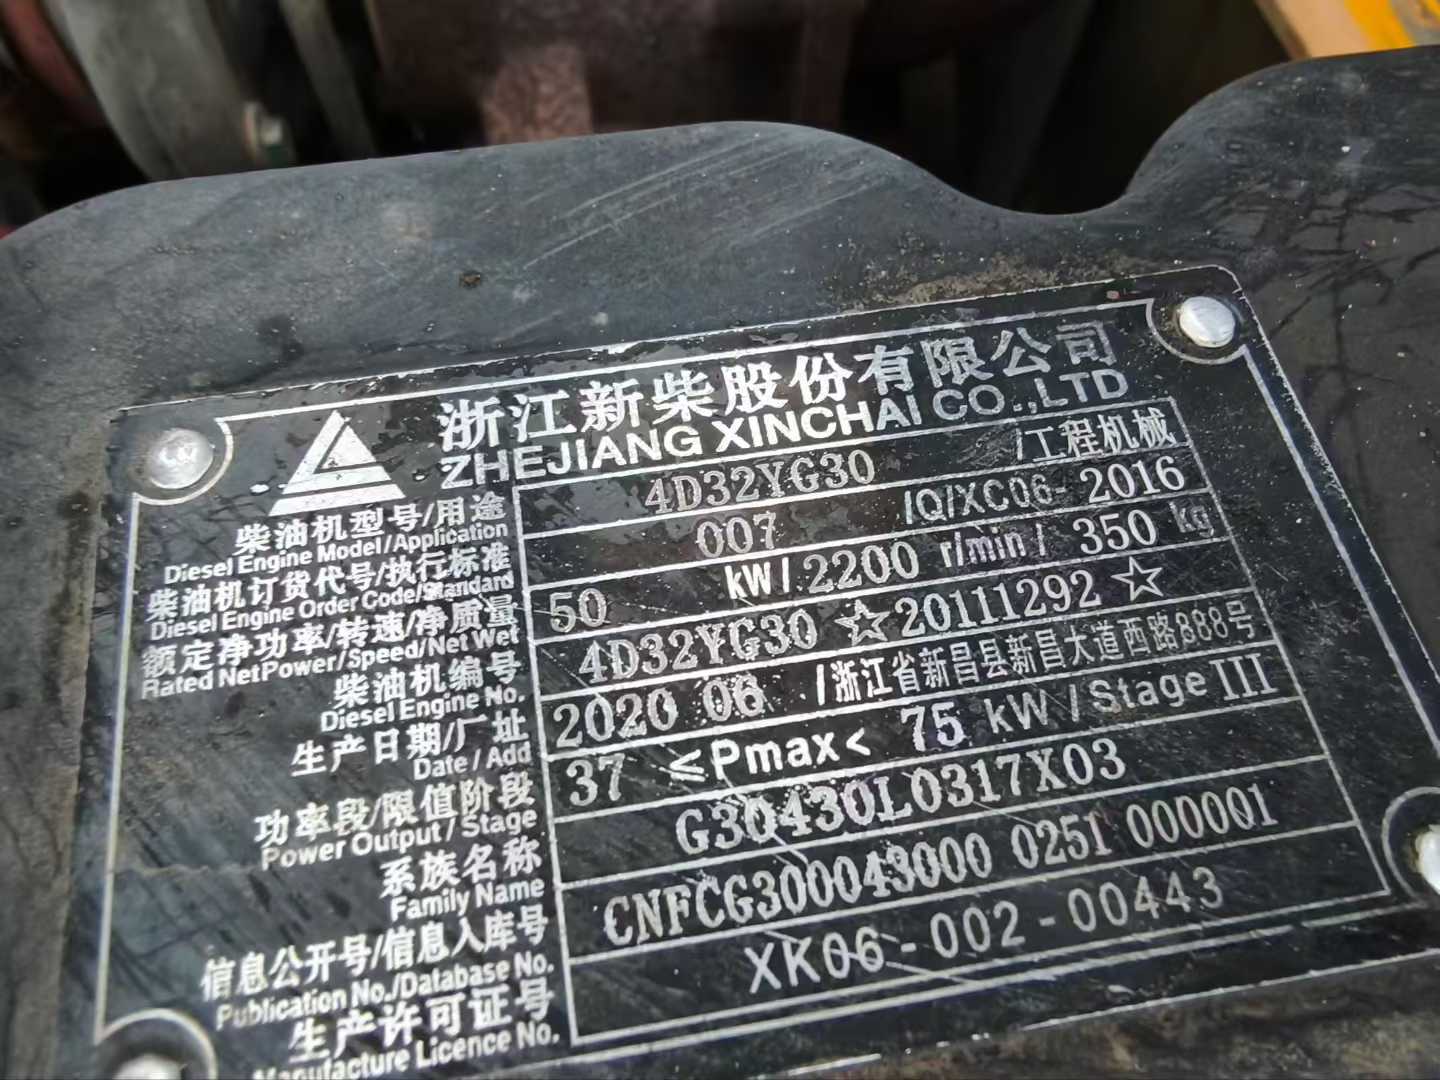 浙江新柴股份有限公司
ZHEJIANG XINCHAI CO.,LTD
柴油机型号/用途 4D32YG30 /工程机械
Diesel Engine Model/Application
柴油机订货代号/执行标准 007 /Q/XC06-2016
Diesel Engine Order Code/Standard
额定净功率/转速/净质量 50 kW/2200 r/min/350 kg
Rated NetPower/Speed/Net Wet
柴油机编号 4D32YG30☆20111292☆
Diesel Engine No.
生产日期/厂址 2020 06 /浙江省新昌县新昌大道西路888号
Date/Add
功率段/限值阶段 37 ≤Pmax< 75 kW/Stage III
Power Output/Stage
系族名称 G30430L0317X03
Family Name
信息公开号/信息入库号 CNFCG300043000 0251 000001
Publication No./Database No.
生产许可证号 XK06-002-00443
Manufacture Licence No.